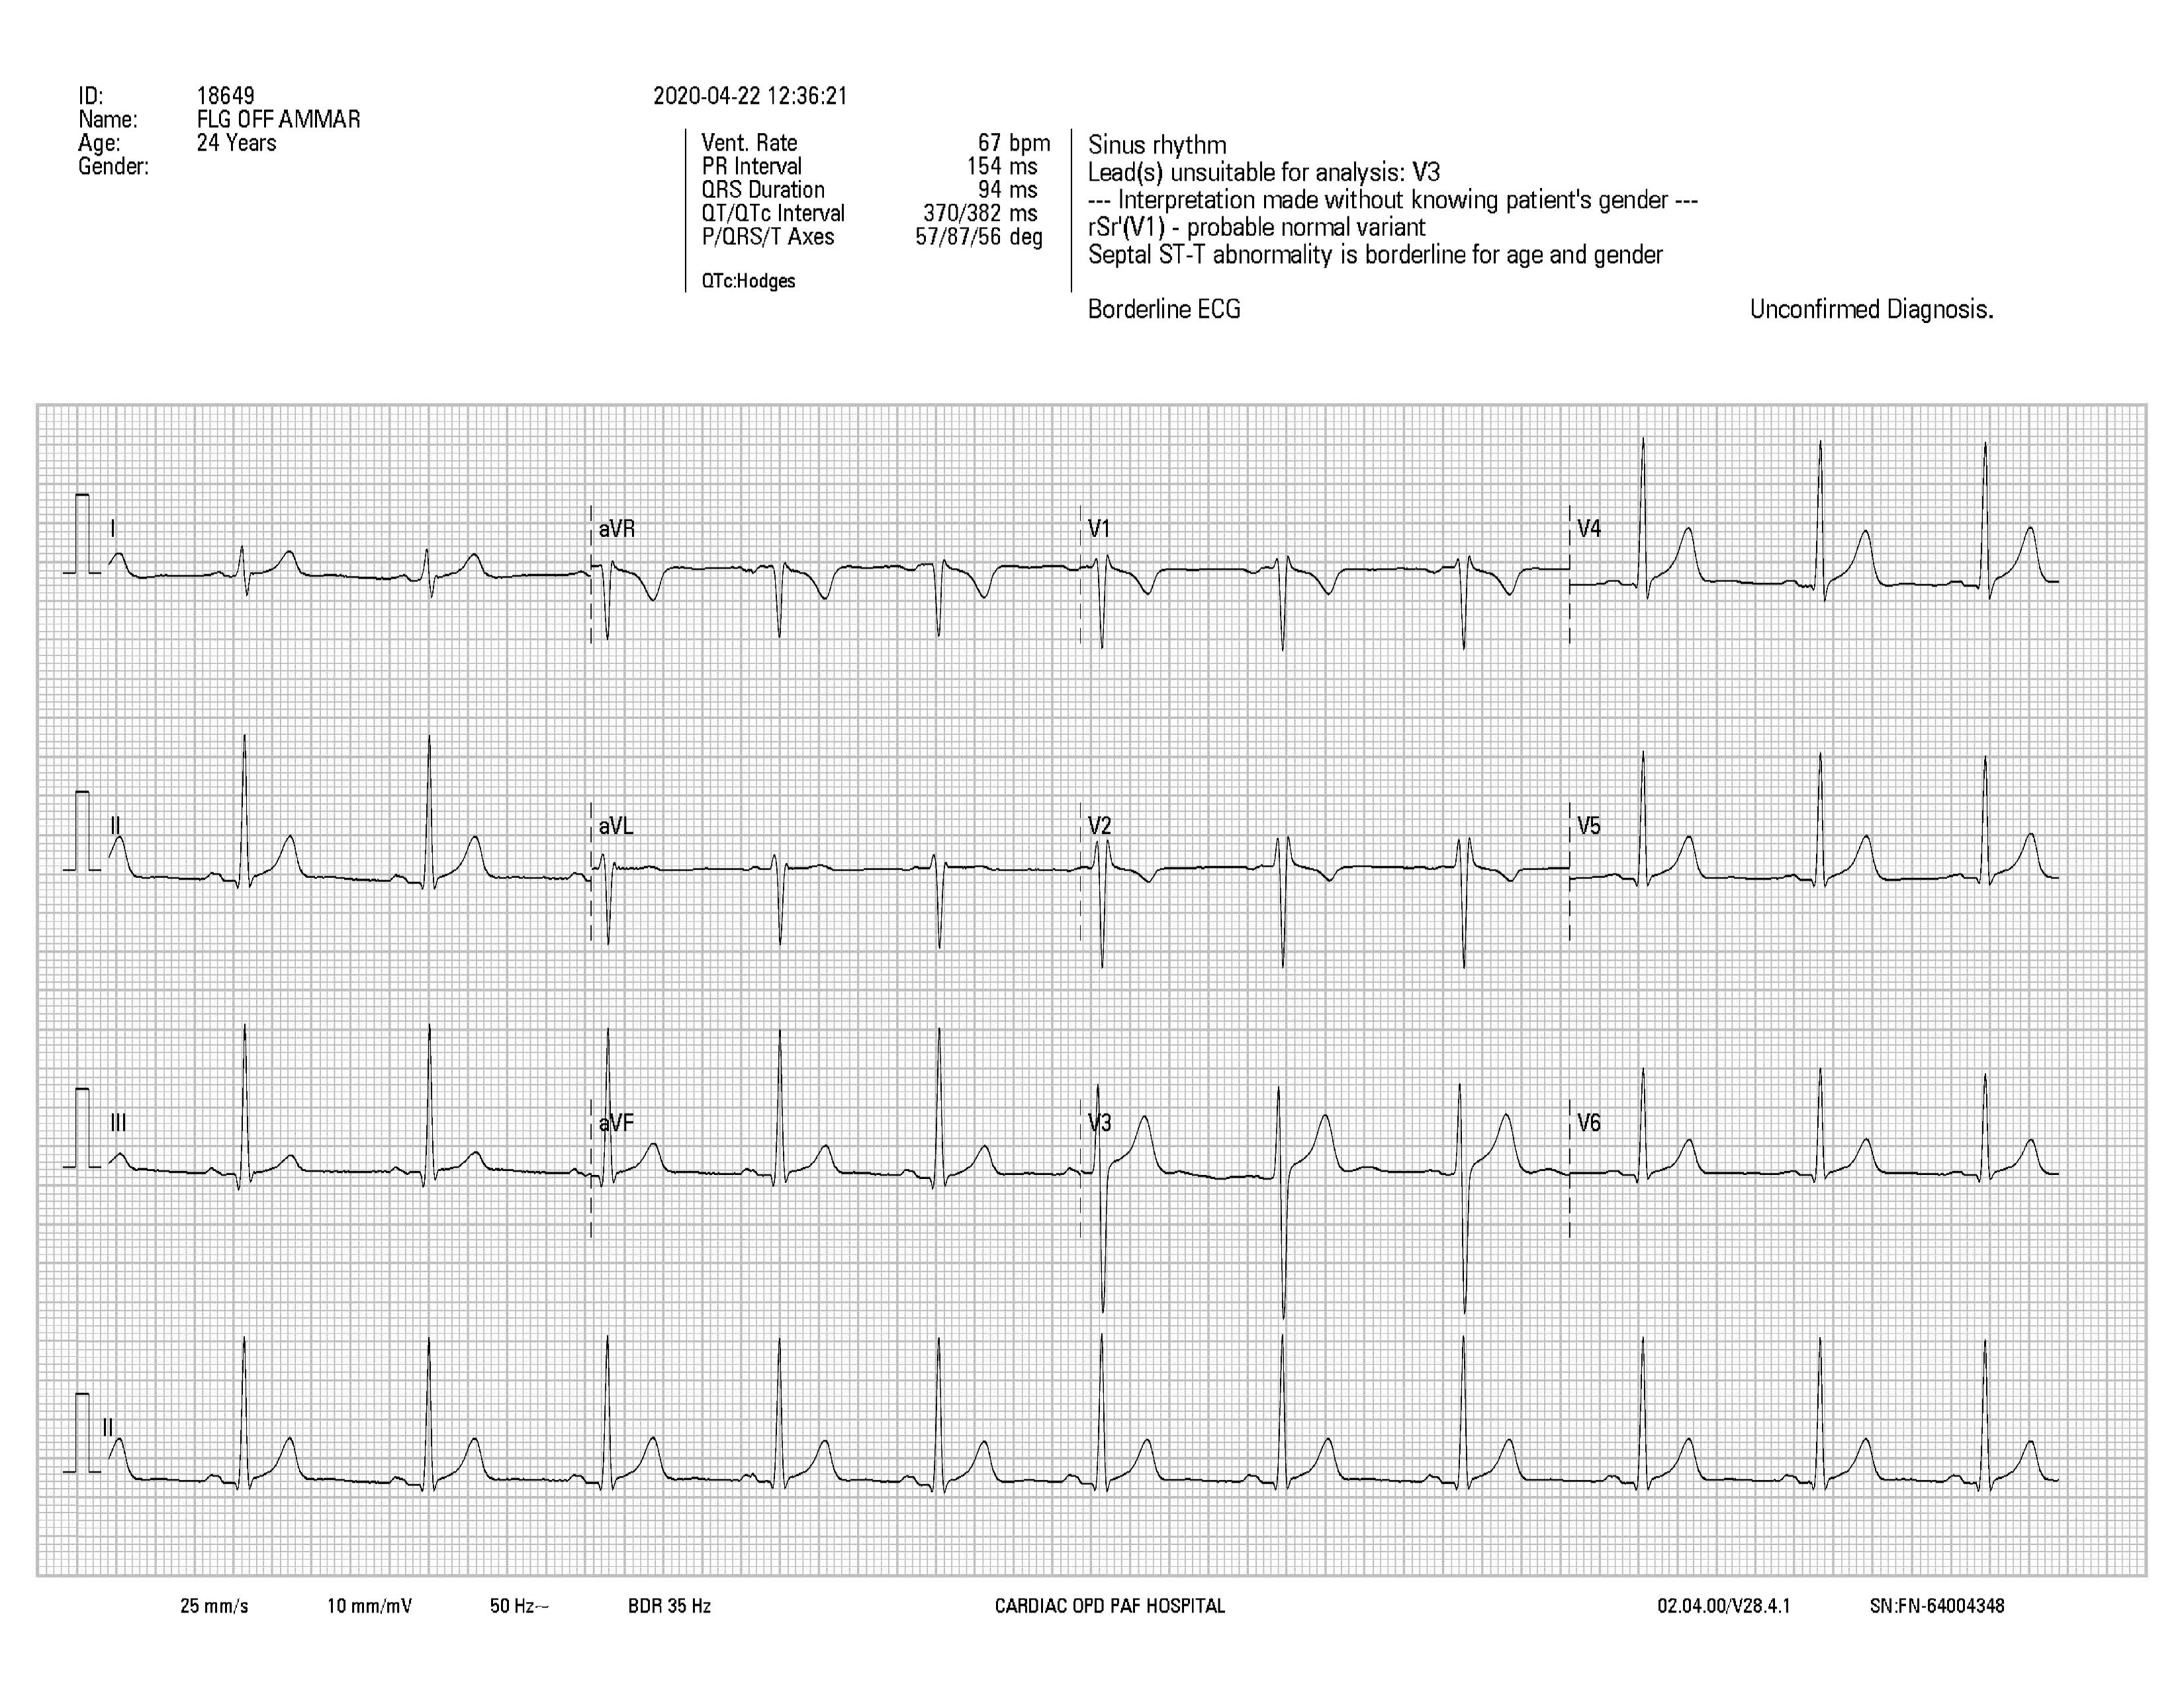 ID: 18649
Name: FLG OFF AMMAR
Age: 24 Years
Gender:
2020-04-22 12:36:21
Vent. Rate 67 bpm
PR Interval 154 ms
QRS Duration 94 ms
QT/QTc Interval 370/382 ms
P/QRS/T Axes 57/87/56 deg
QTc:Hodges
Sinus rhythm
Lead(s) unsuitable for analysis: V3
--- Interpretation made without knowing patient's gender ---
rSr'(V1) - probable normal variant
Septal ST-T abnormality is borderline for age and gender
Borderline ECG
Unconfirmed Diagnosis.
I aVR V1 V4
II aVL V2 V5
III aVF V3 V6
II
25 mm/s 10 mm/mV 50 Hz~ BDR 35 Hz CARDIAC OPD PAF HOSPITAL 02.04.00/V28.4.1 SN:FN-64004348